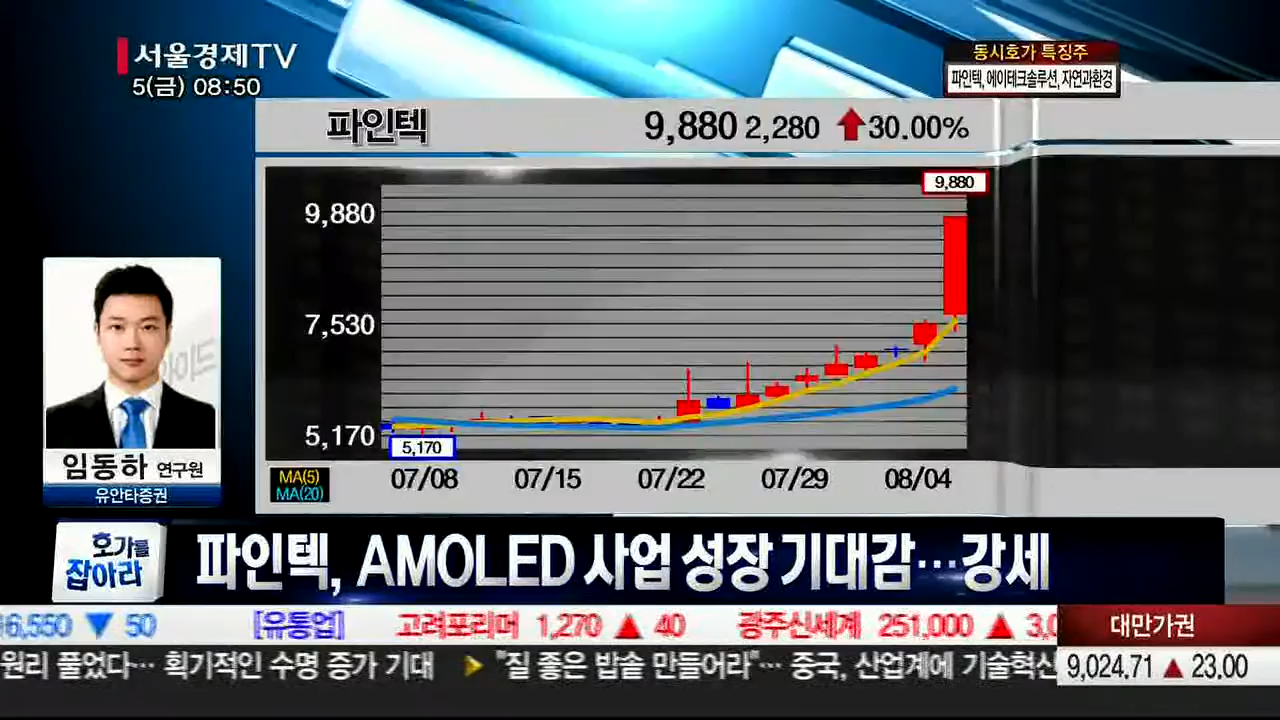 서울경제TV
5(금) 08:50
동시호가 특징주
파인텍, 에이테크솔루션, 자연과환경
파인텍 9,880 2,280 30.00%
9,880
9,880
7,530
5,170
5,170
07/08 07/15 07/22 07/29 08/04
MA(5)
MA(20)
임동하 연구원
유안타증권
호가를
잡아라
파인텍, AMOLED 사업 성장 기대감…강세
6,550 ▼ 50 [유통업] 고려포리머 1,270 ▲ 40 광주신세계 251,000 ▲ 3,0
대만가권
원리 풀었다… 획기적인 수명 증가 기대 "질 좋은 밥솥 만들어라"… 중국, 산업계에 기술혁신
9,024.71 ▲ 23.00